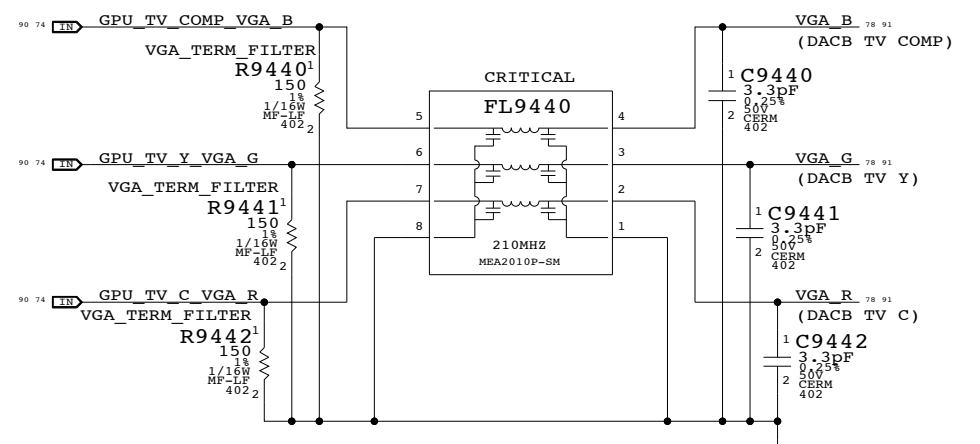 90 74 IN GPU_TV_COMP_VGA_B
VGA_TERM_FILTER
R9440
1
150
1%
1/16W
MF-LF
402
2
90 74 IN GPU_TV_Y_VGA_G
VGA_TERM_FILTER
R9441
1
150
1%
1/16W
MF-LF
402
2
90 74 IN GPU_TV_C_VGA_R
VGA_TERM_FILTER
R9442
1
150
1%
1/16W
MF-LF
402
2
CRITICAL
FL9440
5 4
6 3
7 2
8 1
210MHZ
MEA2010P-SM
VGA_B 78 91
(DACB TV COMP)
1 C9440
3.3pF
0.25%
50V
2 CERM
402
VGA_G 78 91
(DACB TV Y)
1 C9441
3.3pF
0.25%
50V
2 CERM
402
VGA_R 78 91
(DACB TV C)
1 C9442
3.3pF
0.25%
50V
2 CERM
402